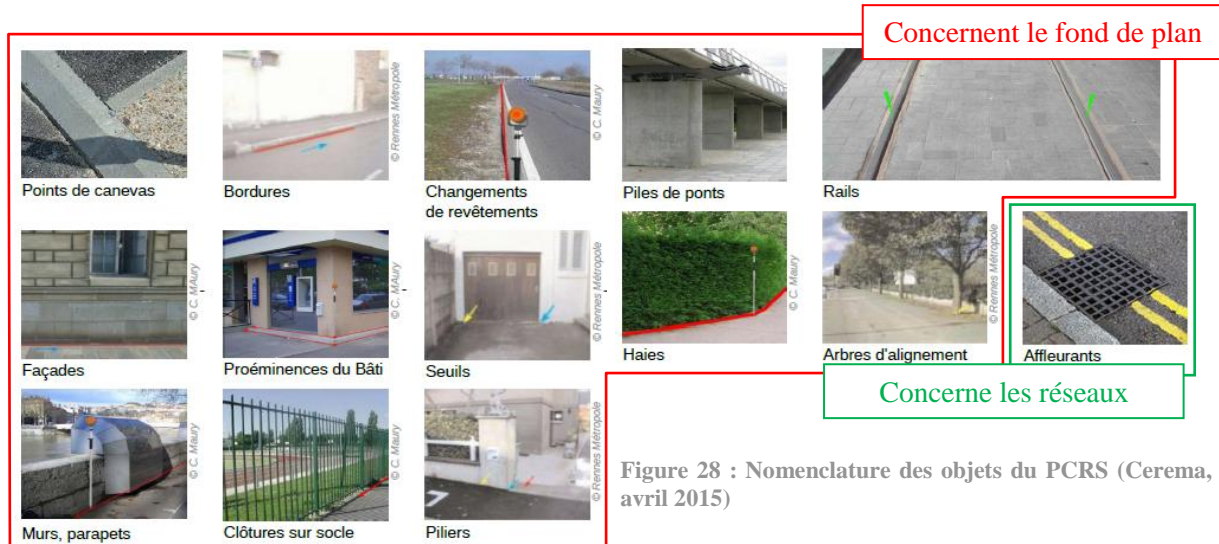 Concernent le fond de plan
© Rennes Métropole
© C. Maury
Points de canevas
Bordures
Changements
de revêtements
Piles de ponts
Rails
© C. MAury
© C. MAury
© Rennes Métropole
© C. Maury
© Rennes Métropole
Façades
Proéminences du Bâti
Seuils
Haies
Arbres d'alignement
Affleurants
Concerne les réseaux
© C. Maury
© C. Maury
© Rennes Métropole
Murs, parapets
Clôtures sur socle
Piliers
Figure 28 : Nomenclature des objets du PCRS (Cerema,
avril 2015)